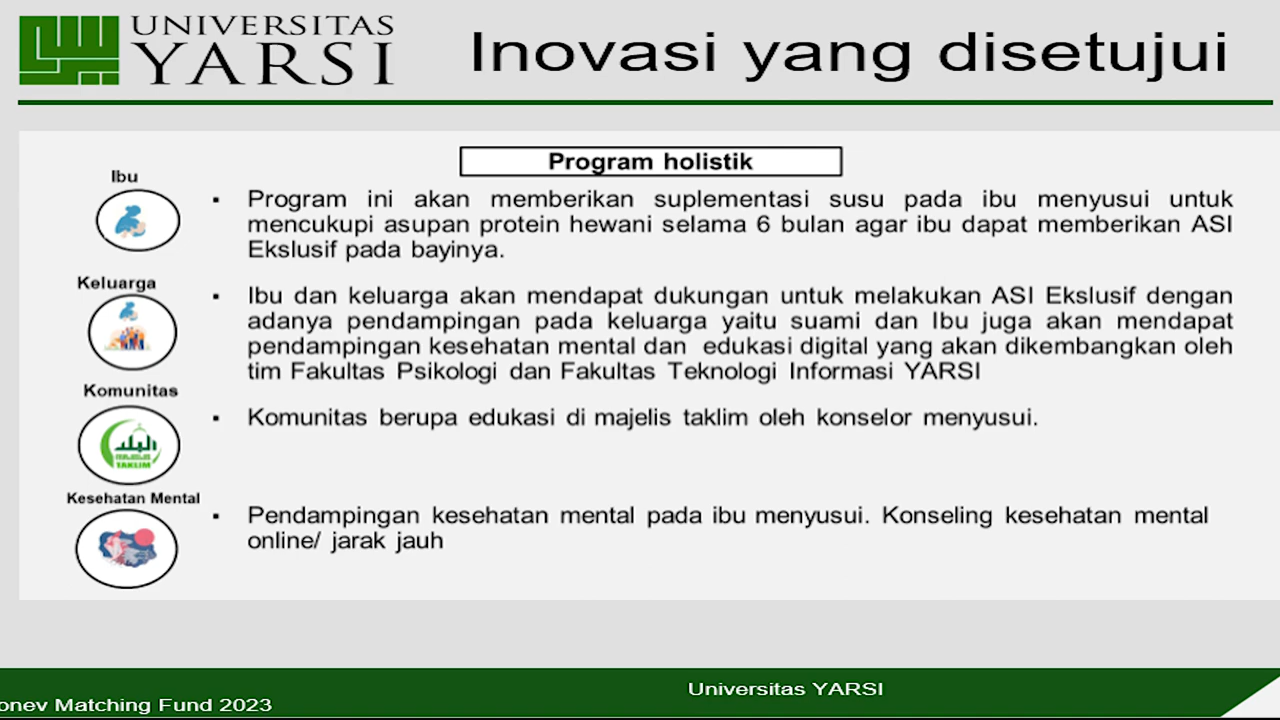 UNIVERSITAS
YARSI
Inovasi yang disetujui
Program holistik
Ibu
Program ini akan memberikan suplementasi susu pada ibu menyusui untuk
mencukupi asupan protein hewani selama 6 bulan agar ibu dapat memberikan ASI
Ekslusif pada bayinya.
Keluarga
Ibu dan keluarga akan mendapat dukungan untuk melakukan ASI Ekslusif dengan
adanya pendampingan pada keluarga yaitu suami dan Ibu juga akan mendapat
pendampingan kesehatan mental dan edukasi digital yang akan dikembangkan oleh
tim Fakultas Psikologi dan Fakultas Teknologi Informasi YARSI
Komunitas
Komunitas berupa edukasi di majelis taklim oleh konselor menyusui.
TAKLIM
Kesehatan Mental
Pendampingan kesehatan mental pada ibu menyusui. Konseling kesehatan mental
online/ jarak jauh
Universitas YARSI
onev Matching Fund 2023